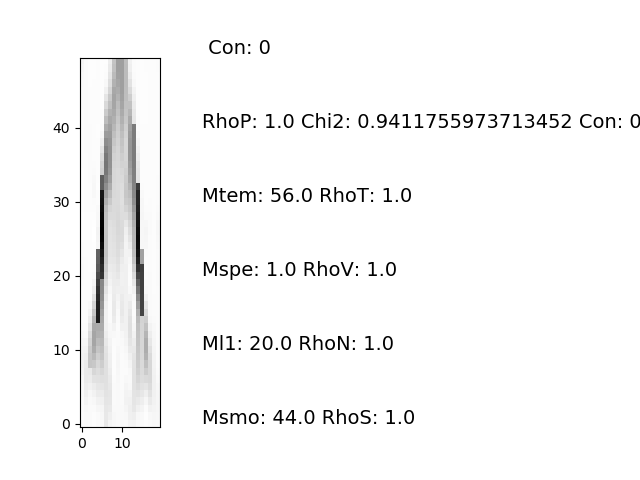 Con: 0
RhoP: 1.0 Chi2: 0.9411755973713452 Con: 0
Mtem: 56.0 RhoT: 1.0
Mspe: 1.0 RhoV: 1.0
Ml1: 20.0 RhoN: 1.0
Msmo: 44.0 RhoS: 1.0
40
30
20
10
0
0 10